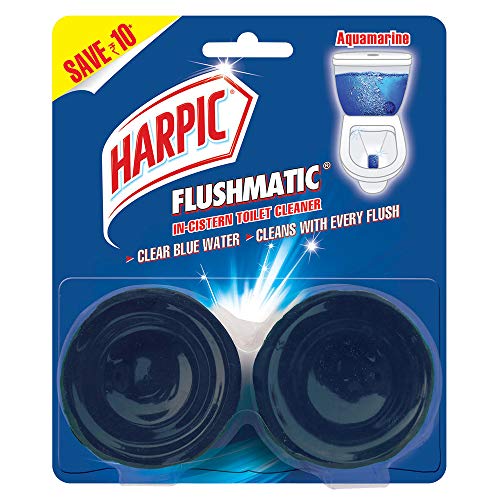 SAVE ₹10*
Aquamarine
HARPIC®
FLUSHMATIC®
IN-CISTERN TOILET CLEANER
➤ CLEAR BLUE WATER ➤ CLEANS WITH EVERY FLUSH